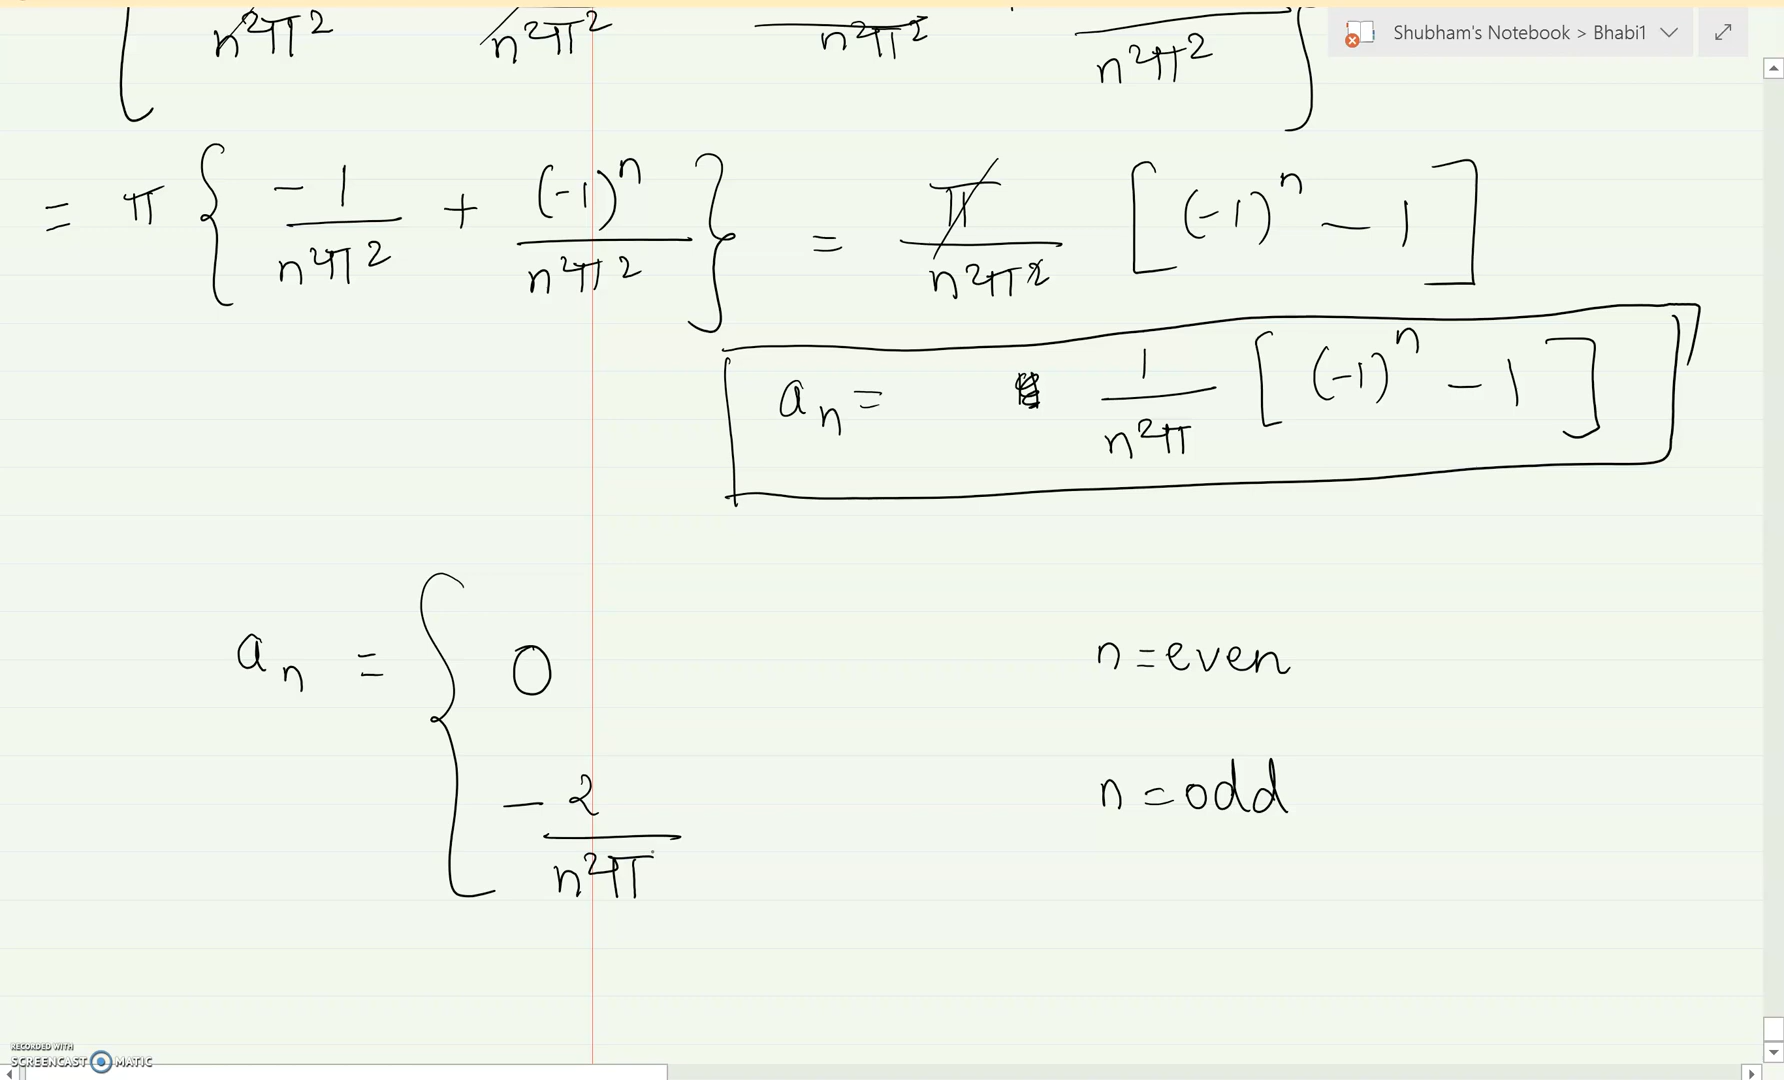 Shubham's Notebook > Bhabi1
n²π² n²π² n²π² n²π²
= π { -1/n²π² + (-1)ⁿ/n²π² } = π/n²π² [ (-1)ⁿ - 1 ]
aₙ = 1/n²π [ (-1)ⁿ - 1 ]
aₙ = { 0 n = even
-2/n²π n = odd
RECORDED WITH
SCREENCAST MATIC